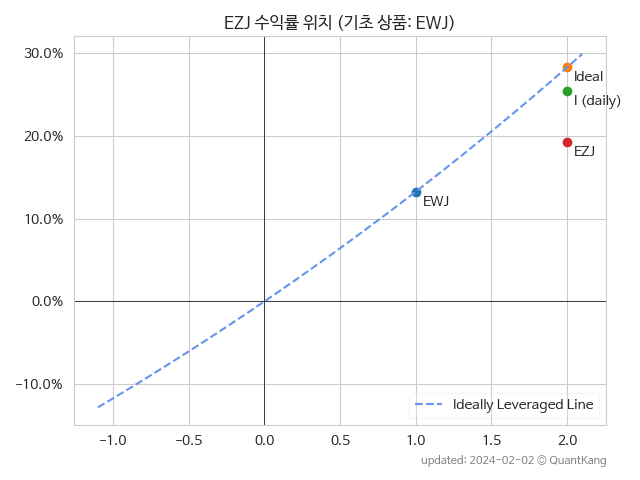 EZJ 수익률 위치 (기초 상품: EWJ)
30.0%
20.0%
10.0%
0.0%
−10.0%
Ideal
I (daily)
EZJ
EWJ
Ideally Leveraged Line
−1.0 −0.5 0.0 0.5 1.0 1.5 2.0
updated: 2024-02-02 © QuantKang